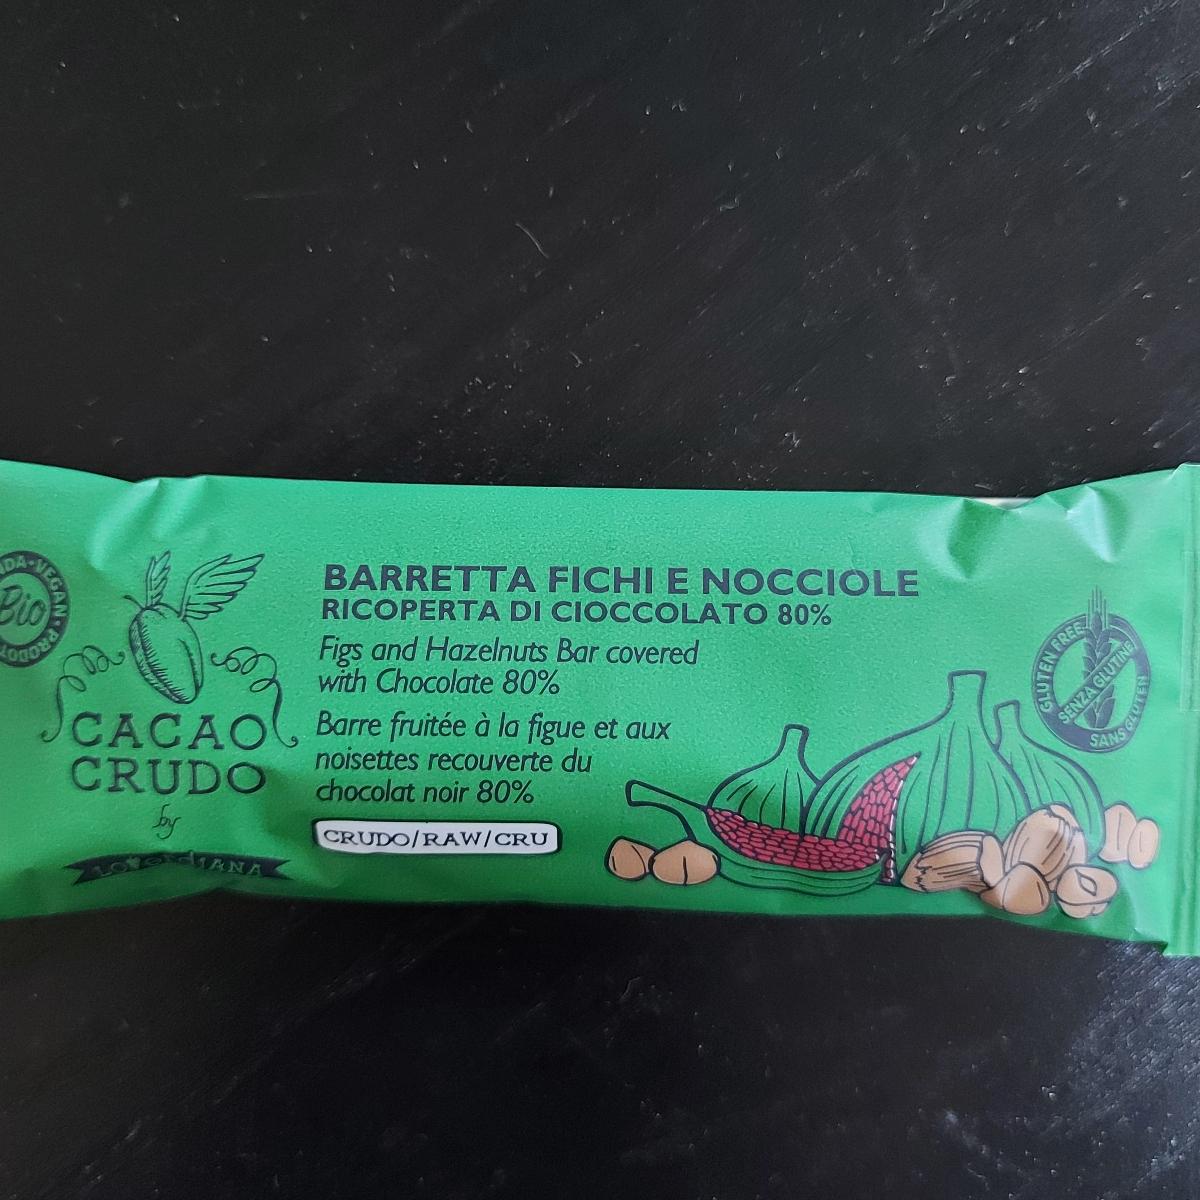 NDA • VEGAN • PRODOT
Bio
CACAO
CRUDO
by
BARRETTA FICHI E NOCCIOLE
RICOPERTA DI CIOCCOLATO 80%
Figs and Hazelnuts Bar covered
with Chocolate 80%
Barre fruitée à la figue et aux
noisettes recouverte du
chocolat noir 80%
CRUDO/RAW/CRU
GLUTEN FREE
SENZA GLUTINE
SANS GLUTEN